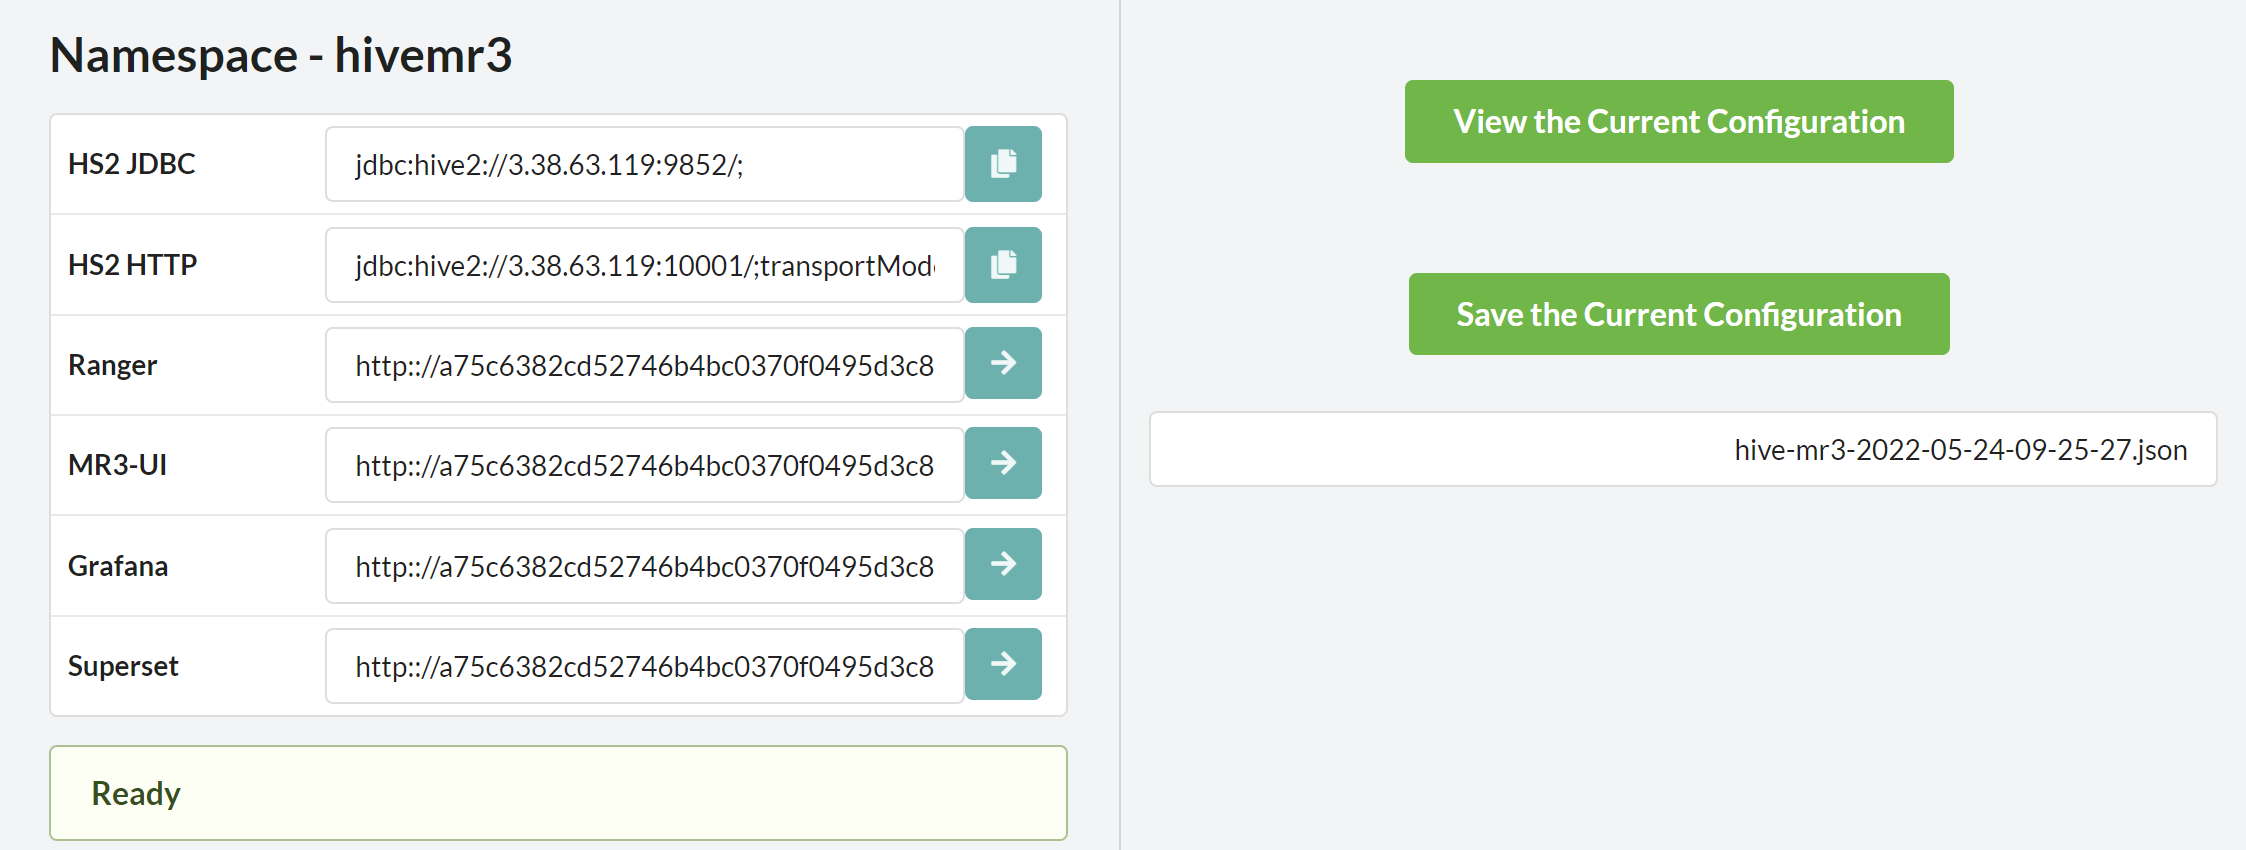 Namespace - hivemr3
HS2 JDBC
jdbc:hive2://3.38.63.119:9852/;
HS2 HTTP
jdbc:hive2://3.38.63.119:10001/;transportMod
Ranger
http:://a75c6382cd52746b4bc0370f0495d3c8
MR3-UI
http:://a75c6382cd52746b4bc0370f0495d3c8
Grafana
http:://a75c6382cd52746b4bc0370f0495d3c8
Superset
http:://a75c6382cd52746b4bc0370f0495d3c8
Ready
View the Current Configuration
Save the Current Configuration
hive-mr3-2022-05-24-09-25-27.json